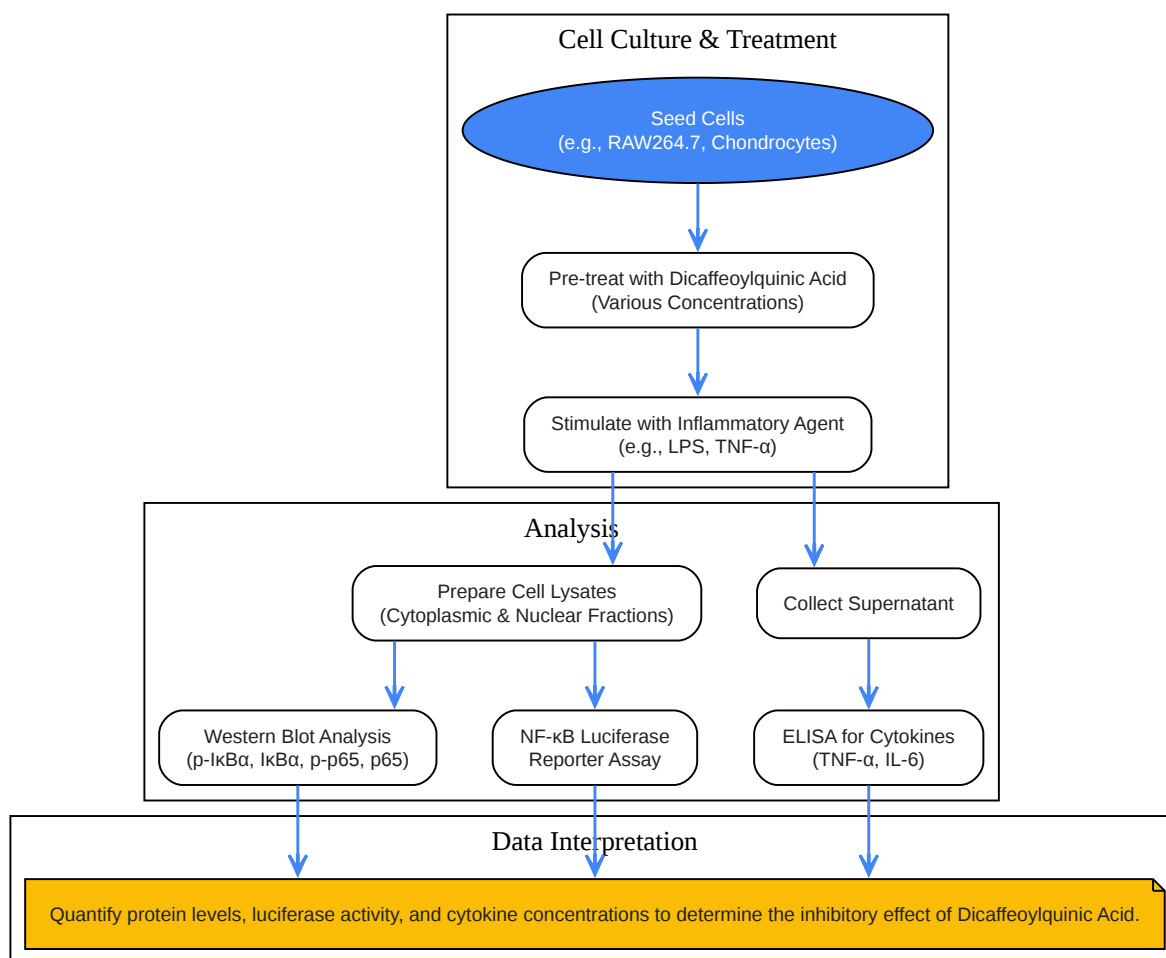 Cell Culture & Treatment
Seed Cells
(e.g., RAW264.7, Chondrocytes)
Pre-treat with Dicaffeoylquinic Acid
(Various Concentrations)
Stimulate with Inflammatory Agent
(e.g., LPS, TNF-α)
Analysis
Prepare Cell Lysates
(Cytoplasmic & Nuclear Fractions)
Collect Supernatant
Western Blot Analysis
(p-IκBα, IκBα, p-p65, p65)
NF-κB Luciferase
Reporter Assay
ELISA for Cytokines
(TNF-α, IL-6)
Data Interpretation
Quantify protein levels, luciferase activity, and cytokine concentrations to determine the inhibitory effect of Dicaffeoylquinic Acid.